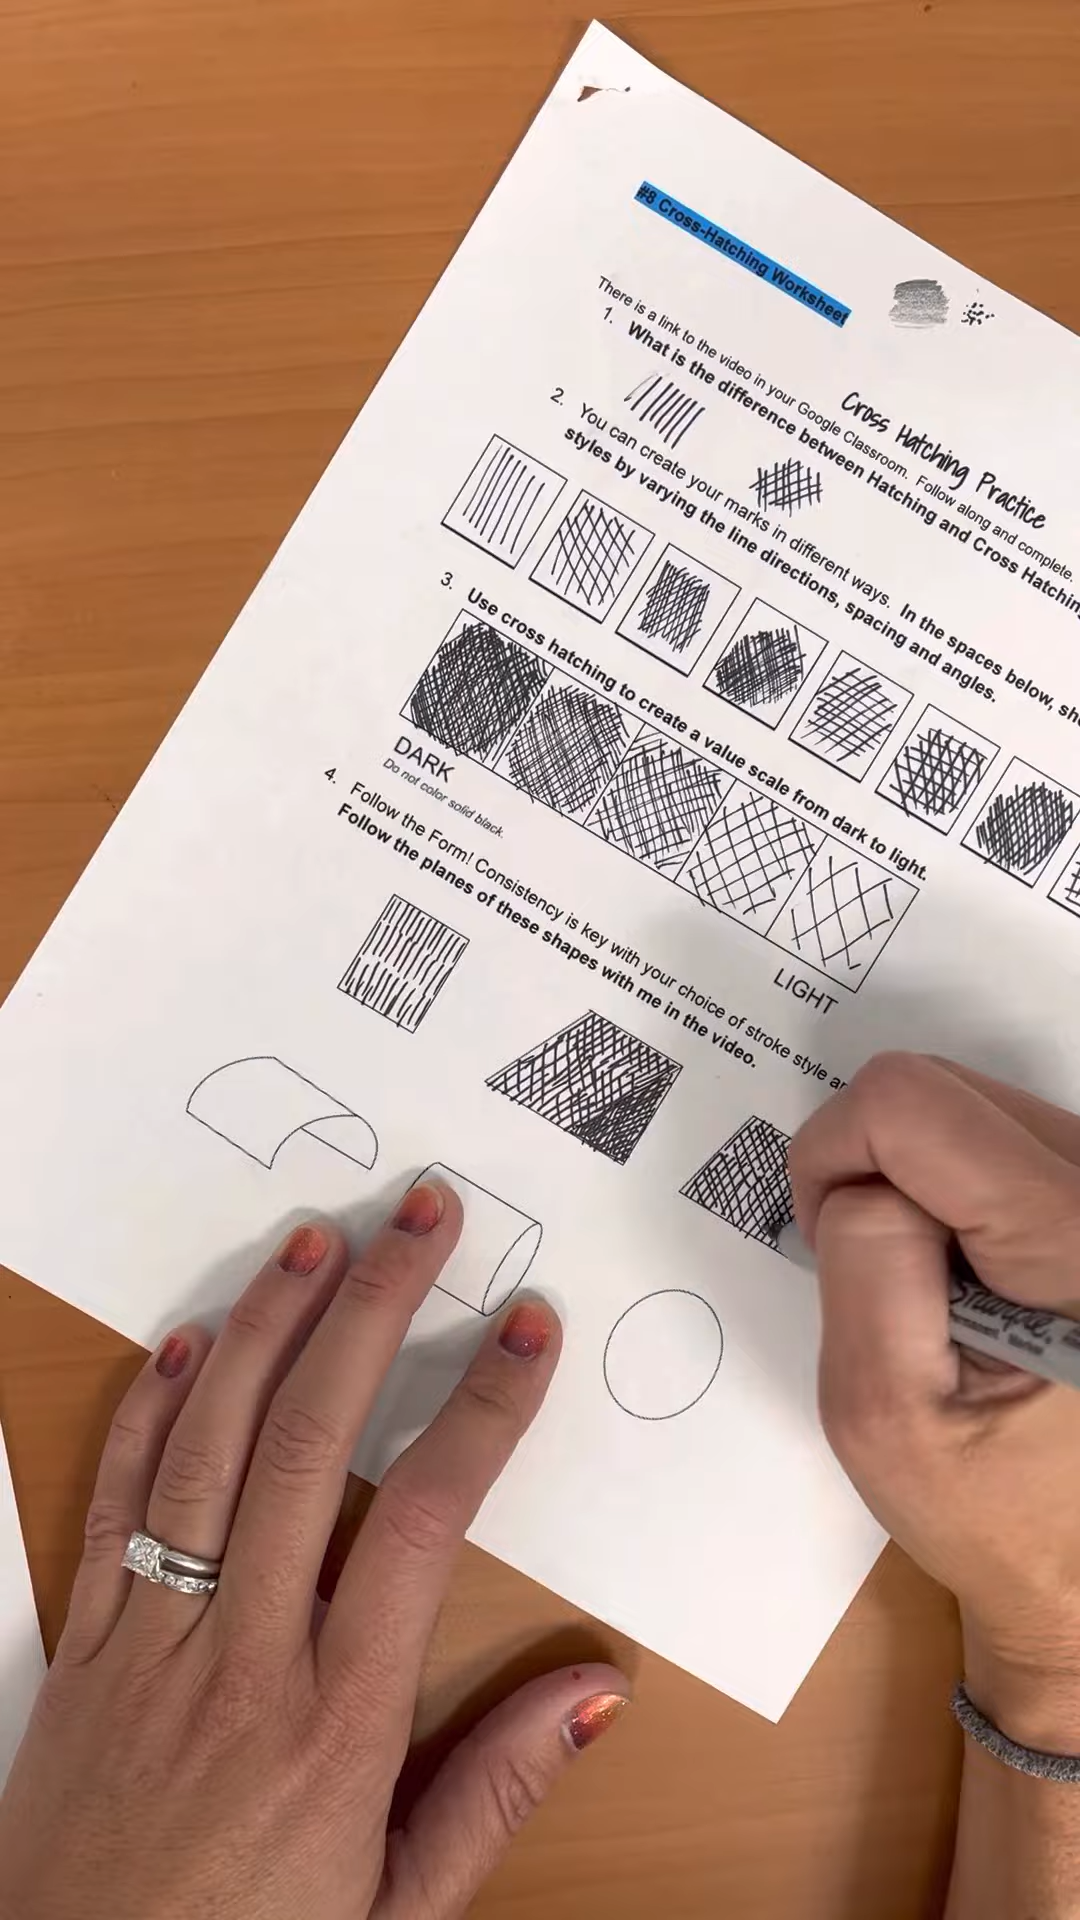 #8 Cross-Hatching Worksheet
Cross Hatching Practice
There is a link to the video in your Google Classroom. Follow along and complete.
1. What is the difference between Hatching and Cross
2. You can create your marks in different ways. In the spaces below,
styles by varying the line directions, spacing and angles.
3. Use cross hatching to create a value scale from dark to light.
DARK
Do not color solid black.
LIGHT
4. Follow the Form! Consistency is key with your choice of stroke style
Follow the planes of these shapes with me in the video.
Sharpie